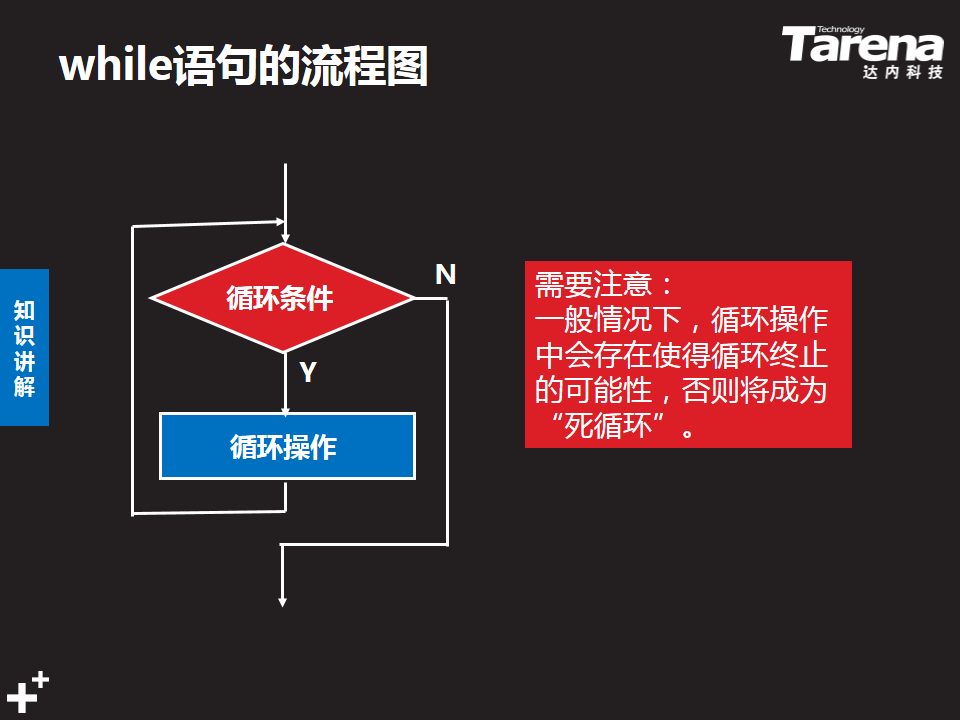 while语句的流程图
Technology
Tarena
达内科技
知识讲解
循环条件
N
Y
循环操作
需要注意：
一般情况下，循环操作
中会存在使得循环终止
的可能性，否则将成为
“死循环”。